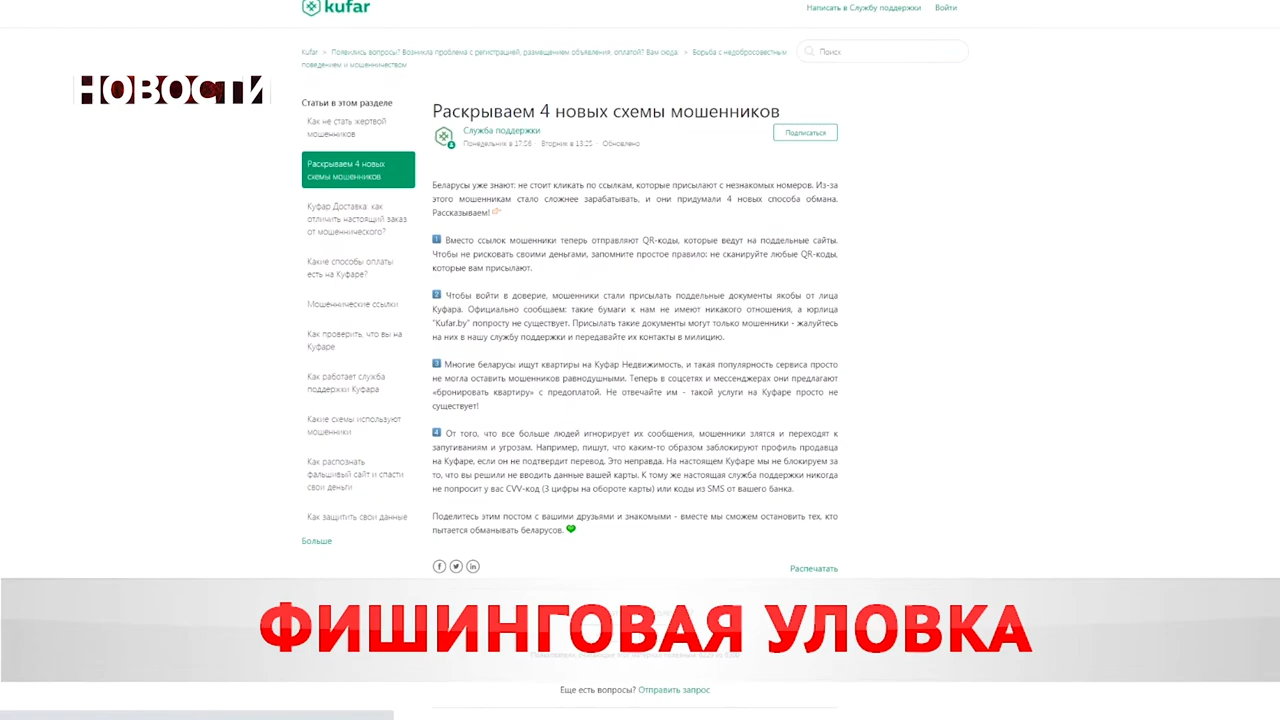 kufar
Написать в Службу поддержки
Войти
Kufar > Появились вопросы? Возникла проблема с регистрацией, размещением объявления, оплатой? Вам сюда. > Борьба с недобросовестным
поведением и мошенничеством
Поиск
НОВОСТИ
Статьи в этом разделе
Как не стать жертвой
мошенников
Раскрываем 4 новых
схемы мошенников
Куфар Доставка: как
отличить настоящий заказ
от мошеннического?
Какие способы оплаты
есть на Куфаре?
Мошеннические ссылки
Как проверить, что вы на
Куфаре
Как работает служба
поддержки Куфара
Какие схемы используют
мошенники
Как распознать
фальшивый сайт и спасти
свои деньги
Как защитить свои данные
Больше
Раскрываем 4 новых схемы мошенников
Служба поддержки
Понедельник в 17:56 · Вторник в 13:25 · Обновлено
Подписаться
Беларусы уже знают: не стоит кликать по ссылкам, которые присылают с незнакомых номеров. Из-за
этого мошенникам стало сложнее зарабатывать, и они придумали 4 новых способа обмана.
Рассказываем!
1 Вместо ссылок мошенники теперь отправляют QR-коды, которые ведут на поддельные сайты.
Чтобы не рисковать своими деньгами, запомните простое правило: не сканируйте любые QR-коды,
которые вам присылают.
2 Чтобы войти в доверие, мошенники стали присылать поддельные документы якобы от лица
Куфара. Официально сообщаем: такие бумаги к нам не имеют никакого отношения, а юрлица
"Kufar.by" попросту не существует. Присылать такие документы могут только мошенники - жалуйтесь
на них в нашу службу поддержки и передавайте их контакты в милицию.
3 Многие беларусы ищут квартиры на Куфар Недвижимость, и такая популярность сервиса просто
не могла оставить мошенников равнодушными. Теперь в соцсетях и мессенджерах они предлагают
«бронировать квартиру» с предоплатой. Не отвечайте им - такой услуги на Куфаре просто не
существует!
4 От того, что все больше людей игнорирует их сообщения, мошенники злятся и переходят к
запугиваниям и угрозам. Например, пишут, что каким-то образом заблокируют профиль продавца
на Куфаре, если он не подтвердит перевод. Это неправда. На настоящем Куфаре мы не блокируем за
то, что вы решили не вводить данные вашей карты. К тому же настоящая служба поддержки никогда
не попросит у вас CVV-код (3 цифры на обороте карты) или коды из SMS от вашего банка.
Поделитесь этим постом с вашими друзьями и знакомыми - вместе мы сможем остановить тех, кто
пытается обманывать беларусов.
Распечатать
ФИШИНГОВАЯ УЛОВКА
Еще есть вопросы? Отправить запрос